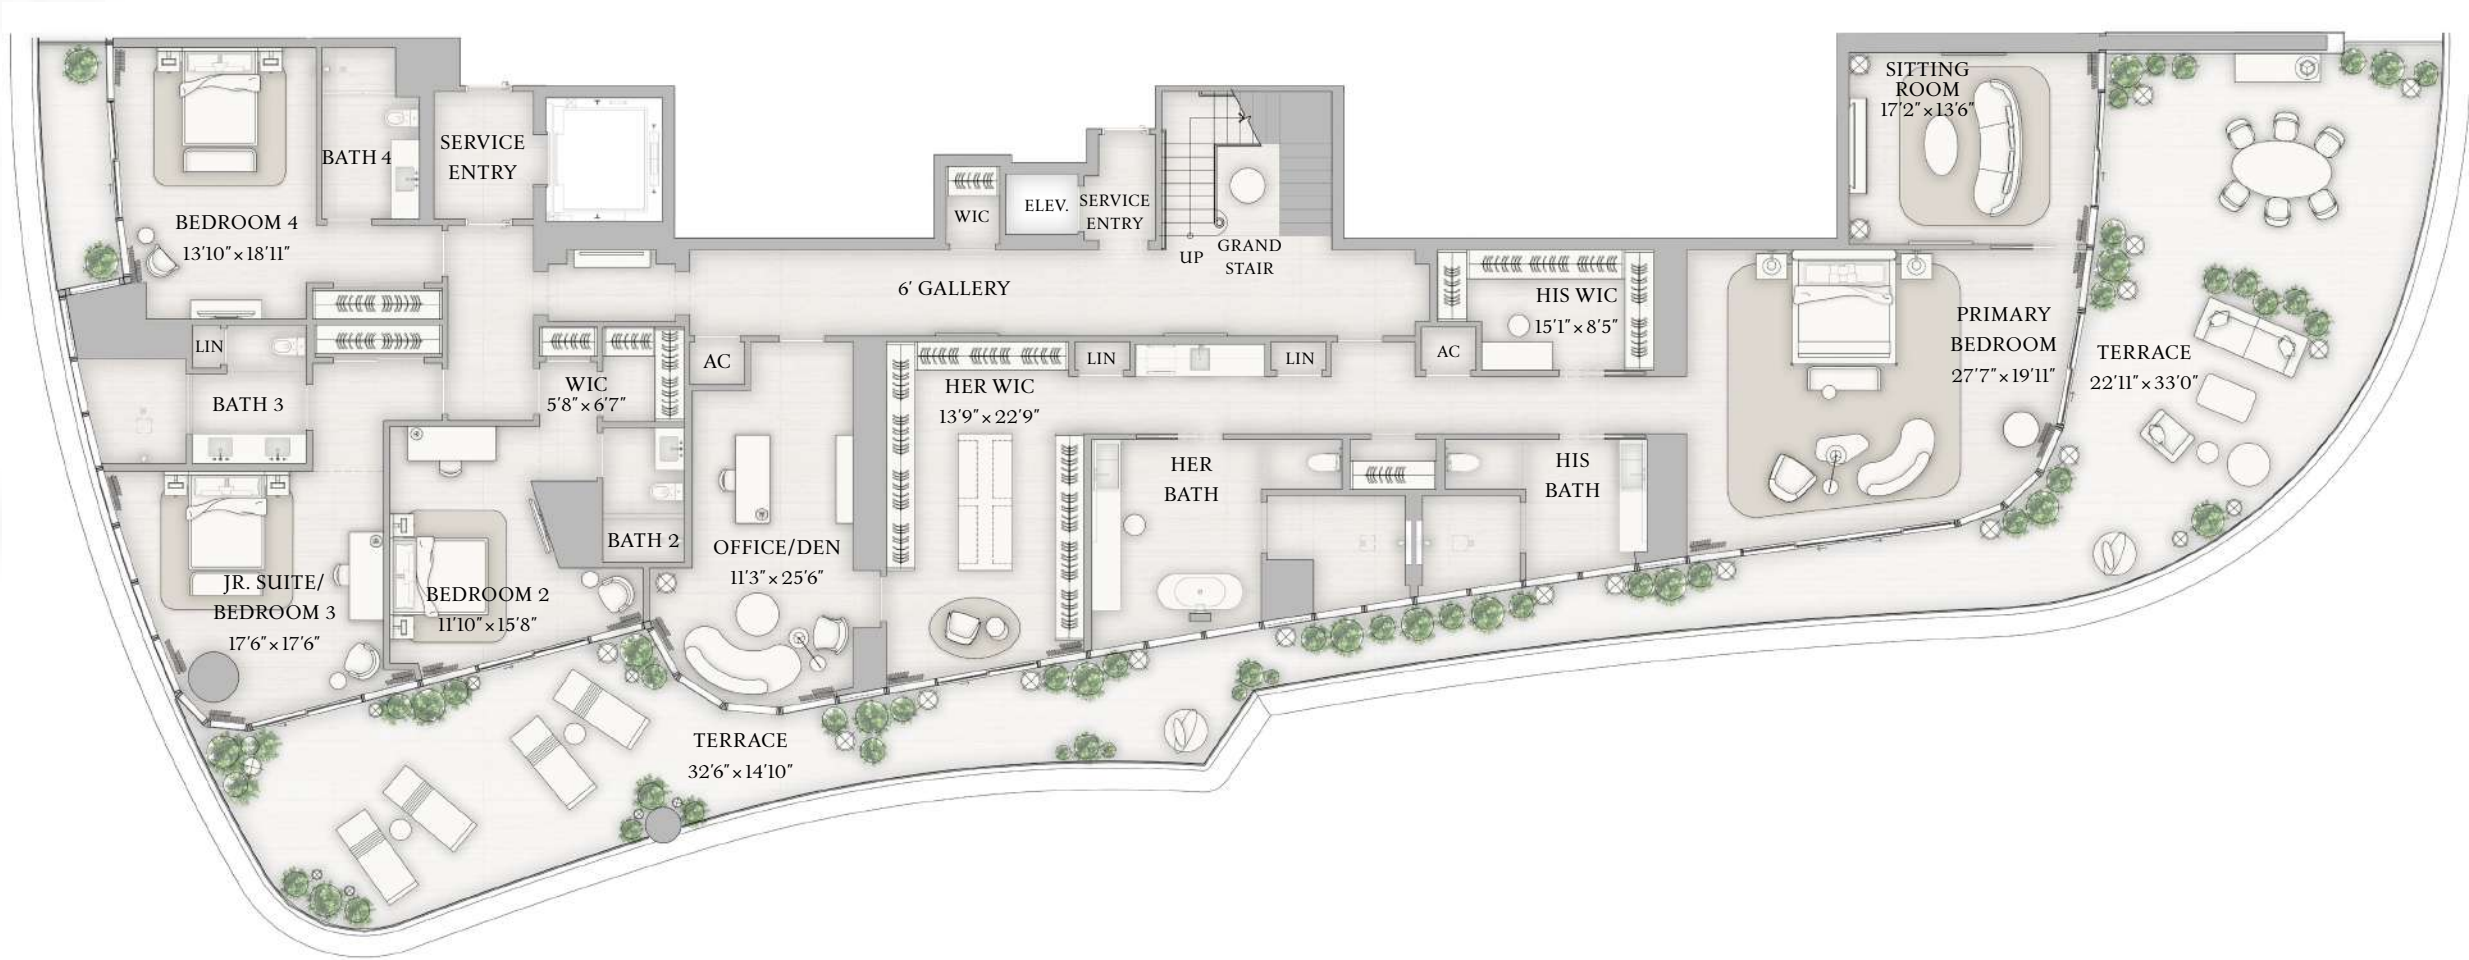 SITTING
ROOM
17'2"×13'6"
SERVICE
ENTRY
BATH 4
BEDROOM 4
13'10"×18'11"
WIC
ELEV.
SERVICE
ENTRY
UP
GRAND
STAIR
6' GALLERY
HIS WIC
15'1"×8'5"
PRIMARY
BEDROOM
27'7"×19'11"
TERRACE
22'11"×33'0"
LIN
BATH 3
WIC
5'8"×6'7"
AC
HER WIC
13'9"×22'9"
LIN
LIN
AC
HER
BATH
HIS
BATH
BATH 2
OFFICE/DEN
11'3"×25'6"
JR. SUITE/
BEDROOM 3
17'6"×17'6"
BEDROOM 2
11'10"×15'8"
TERRACE
32'6"×14'10"